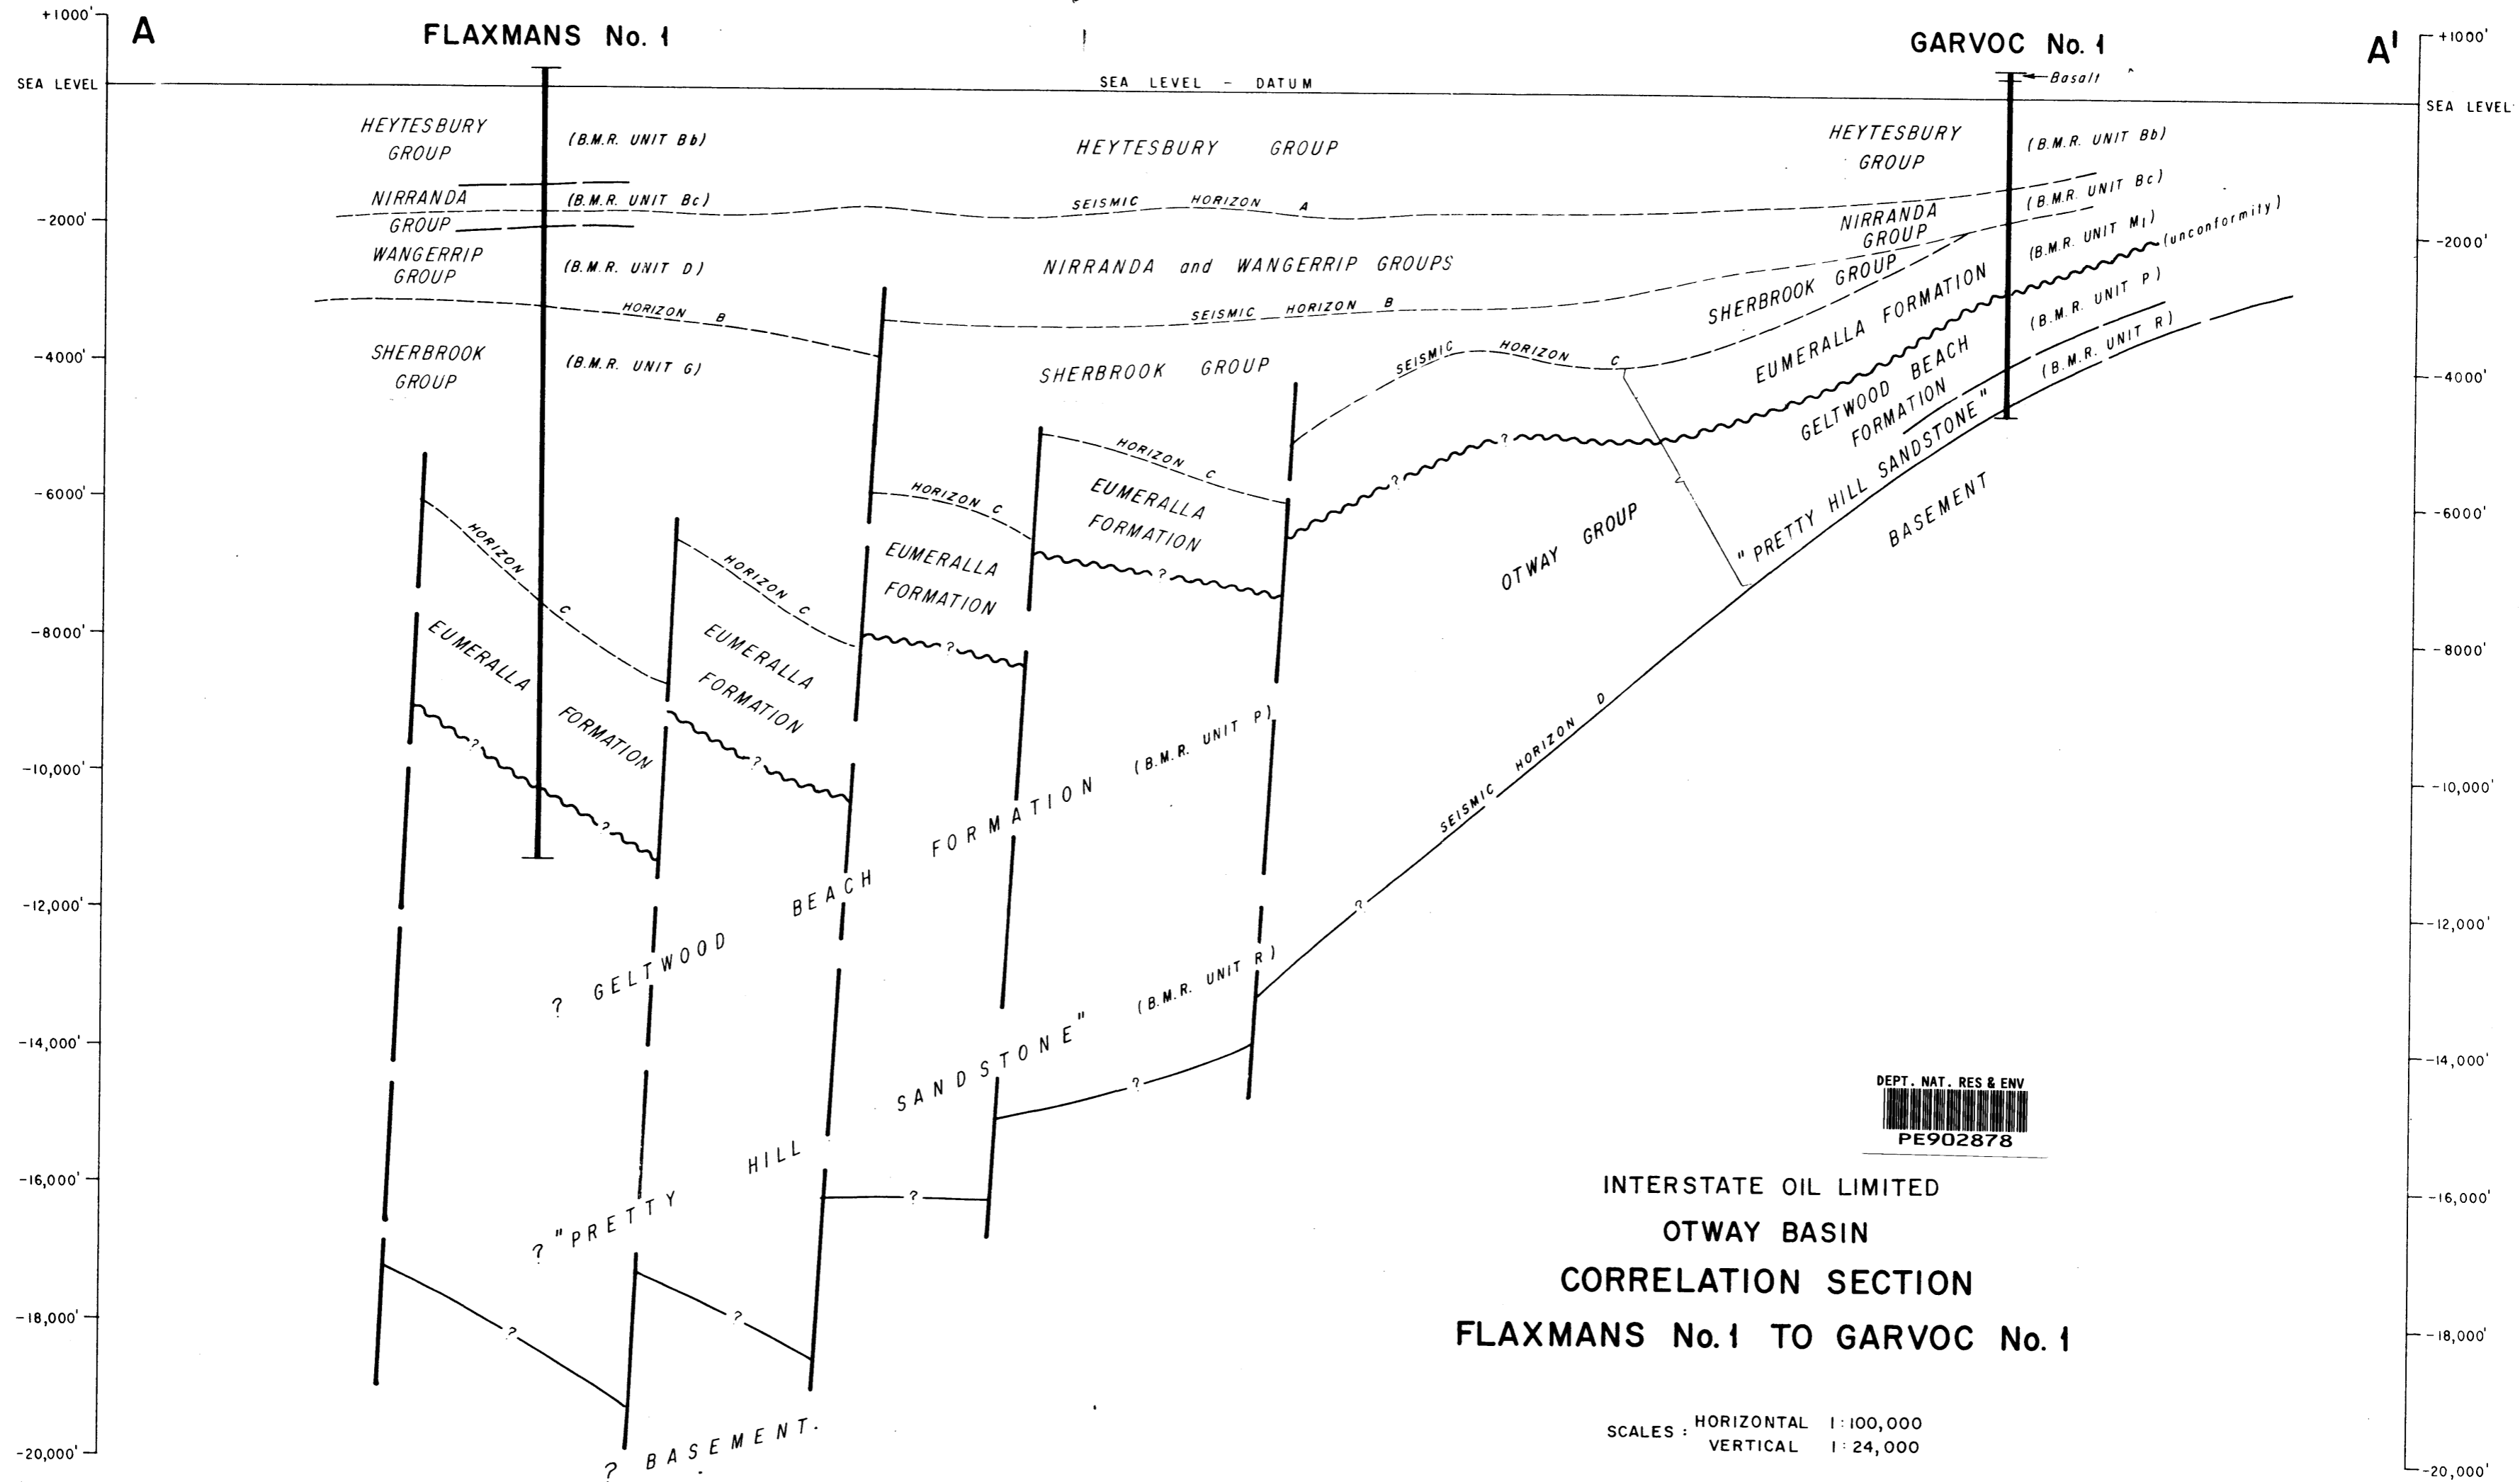 +1000'
A
FLAXMANS No. 1
GARVOC No. 1
A'
+1000'
Basalt
SEA LEVEL
SEA LEVEL - DATUM
SEA LEVEL
HEYTESBURY
GROUP
(B.M.R. UNIT Bb)
HEYTESBURY GROUP
HEYTESBURY
GROUP
(B.M.R. UNIT Bb)
NIRRANDA
GROUP
(B.M.R. UNIT Bc)
SEISMIC HORIZON A
NIRRANDA
GROUP
(B.M.R. UNIT Bc)
-2000'
-2000'
WANGERRIP
GROUP
(B.M.R. UNIT D)
NIRRANDA and WANGERRIP GROUPS
SHERBROOK GROUP
(B.M.R. UNIT M1)
(unconformity)
HORIZON B
SEISMIC HORIZON B
EUMERALLA FORMATION
(B.M.R. UNIT P)
-4000'
-4000'
SHERBROOK
GROUP
(B.M.R. UNIT G)
SHERBROOK GROUP
SEISMIC HORIZON C
GELTWOOD BEACH
FORMATION
(B.M.R. UNIT R)
"PRETTY HILL SANDSTONE"
BASEMENT
OTWAY GROUP
-6000'
-6000'
HORIZON C
HORIZON C
HORIZON C
HORIZON C
EUMERALLA
FORMATION
?
?
?
EUMERALLA
FORMATION
?
-8000'
-8000'
EUMERALLA
FORMATION
?
EUMERALLA
FORMATION
?
?
?
-10,000'
-10,000'
SEISMIC HORIZON D
?
-12,000'
-12,000'
? GELTWOOD BEACH FORMATION (B.M.R. UNIT P)
-14,000'
-14,000'
? "PRETTY HILL SANDSTONE" (B.M.R. UNIT R)
?
?
-16,000'
-16,000'
?
?
-18,000'
-18,000'
? BASEMENT.
-20,000'
-20,000'
DEPT. NAT. RES & ENV
PE902878
INTERSTATE OIL LIMITED
OTWAY BASIN
CORRELATION SECTION
FLAXMANS No. 1 TO GARVOC No. 1
SCALES : HORIZONTAL 1:100,000
VERTICAL 1:24,000